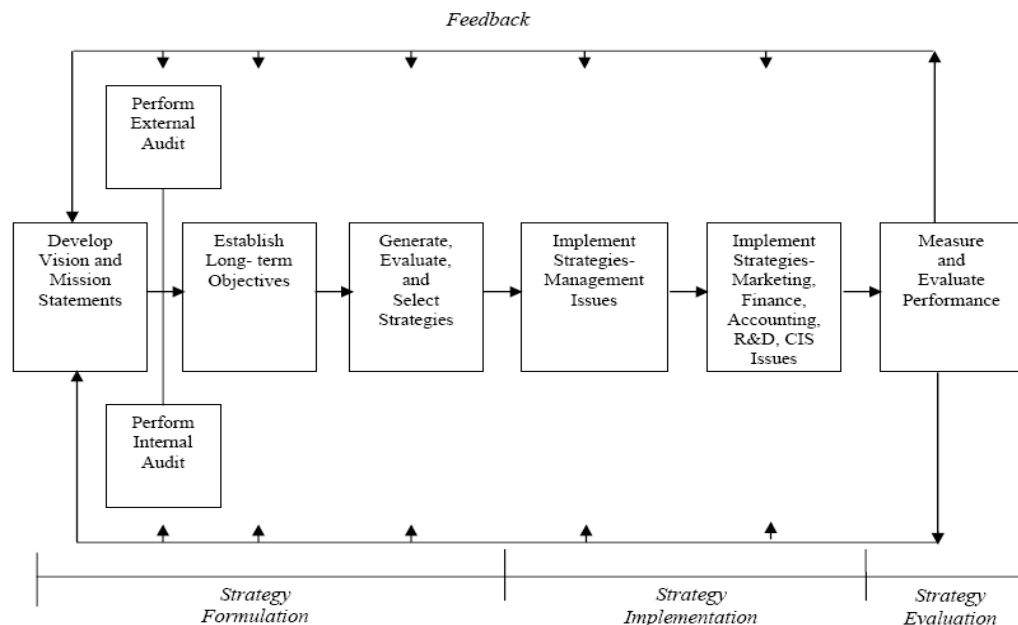 Feedback
Perform
External
Audit
Develop
Vision and
Mission
Statements
Establish
Long- term
Objectives
Generate,
Evaluate,
and
Select
Strategies
Implement
Strategies-
Management
Issues
Implement
Strategies-
Marketing,
Finance,
Accounting,
R&D, CIS
Issues
Measure
and
Evaluate
Performance
Perform
Internal
Audit
Strategy
Formulation
Strategy
Implementation
Strategy
Evaluation